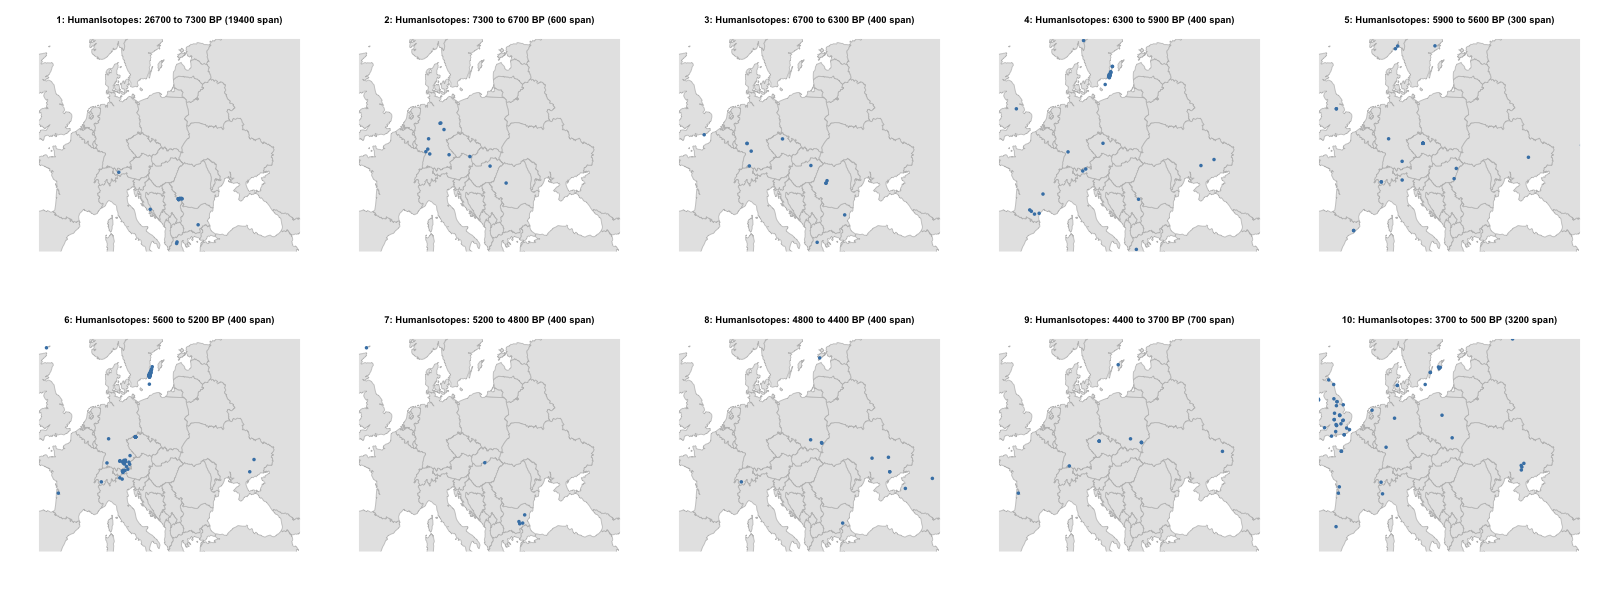 1: HumanIsotopes: 26700 to 7300 BP (19400 span)
2: HumanIsotopes: 7300 to 6700 BP (600 span)
3: HumanIsotopes: 6700 to 6300 BP (400 span)
4: HumanIsotopes: 6300 to 5900 BP (400 span)
5: HumanIsotopes: 5900 to 5600 BP (300 span)
6: HumanIsotopes: 5600 to 5200 BP (400 span)
7: HumanIsotopes: 5200 to 4800 BP (400 span)
8: HumanIsotopes: 4800 to 4400 BP (400 span)
9: HumanIsotopes: 4400 to 3700 BP (700 span)
10: HumanIsotopes: 3700 to 500 BP (3200 span)